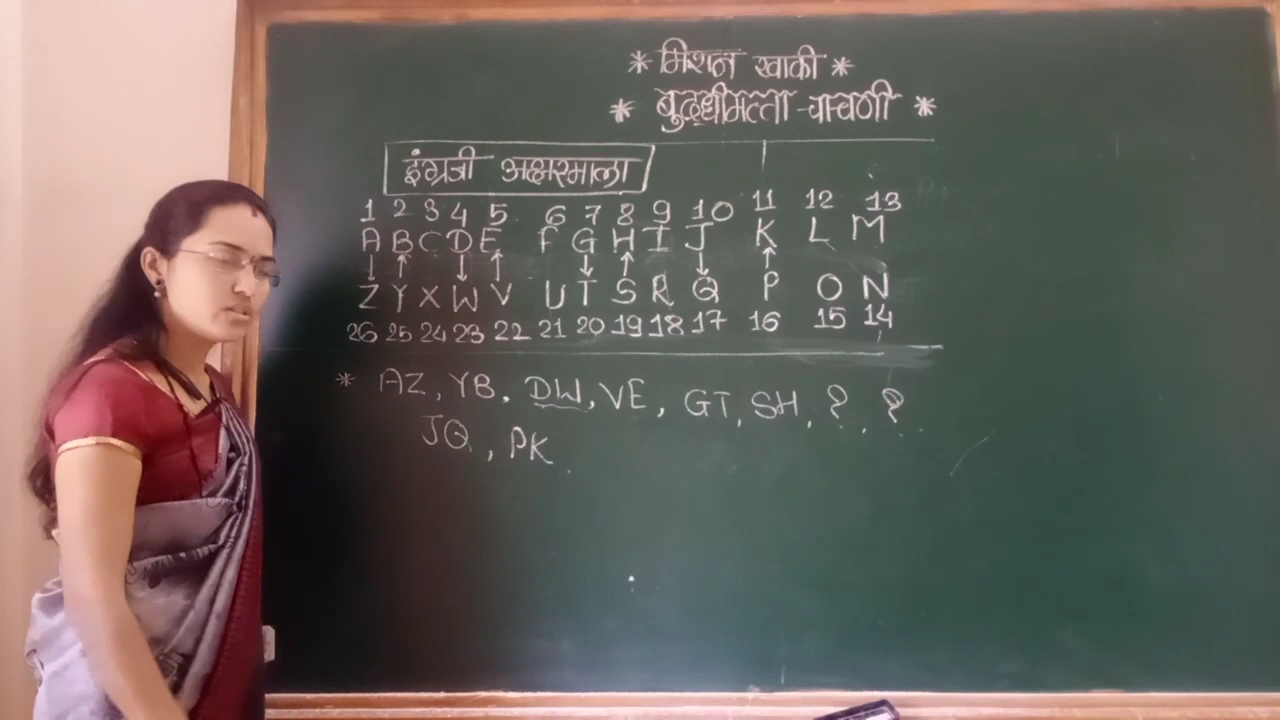 * मिशन खाकी *
* बुद्धीमत्ता-चाचणी *
इंग्रजी अक्षरमाला
1 2 3 4 5 6 7 8 9 10 11 12 13
A B C D E F G H I J K L M
Z Y X W V U T S R Q P O N
26 25 24 23 22 21 20 19 18 17 16 15 14
* AZ, YB, DW, VE, GT, SH, ?, ?
JQ, PK